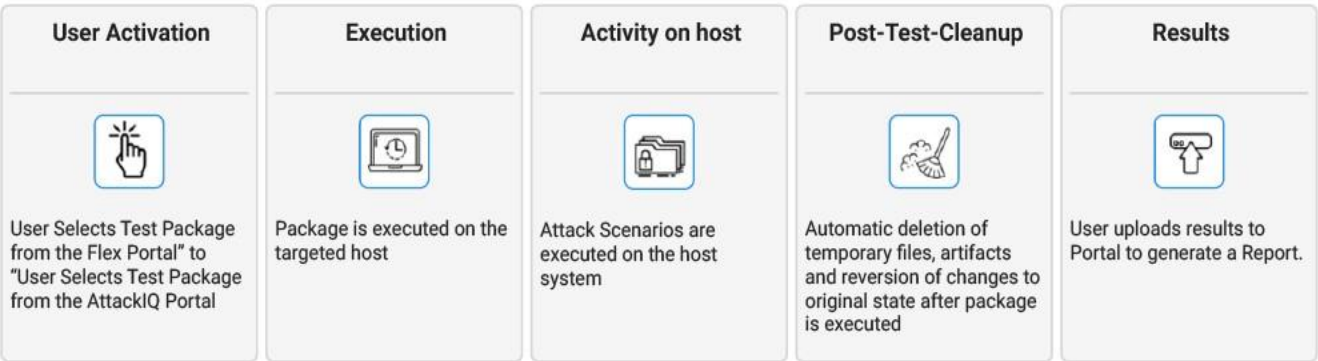 User Activation
User Selects Test Package
from the Flex Portal” to
“User Selects Test Package
from the AttackIQ Portal
Execution
Package is executed on the
targeted host
Activity on host
Attack Scenarios are
executed on the host
system
Post-Test-Cleanup
Automatic deletion of
temporary files, artifacts
and reversion of changes to
original state after package
is executed
Results
User uploads results to
Portal to generate a Report.